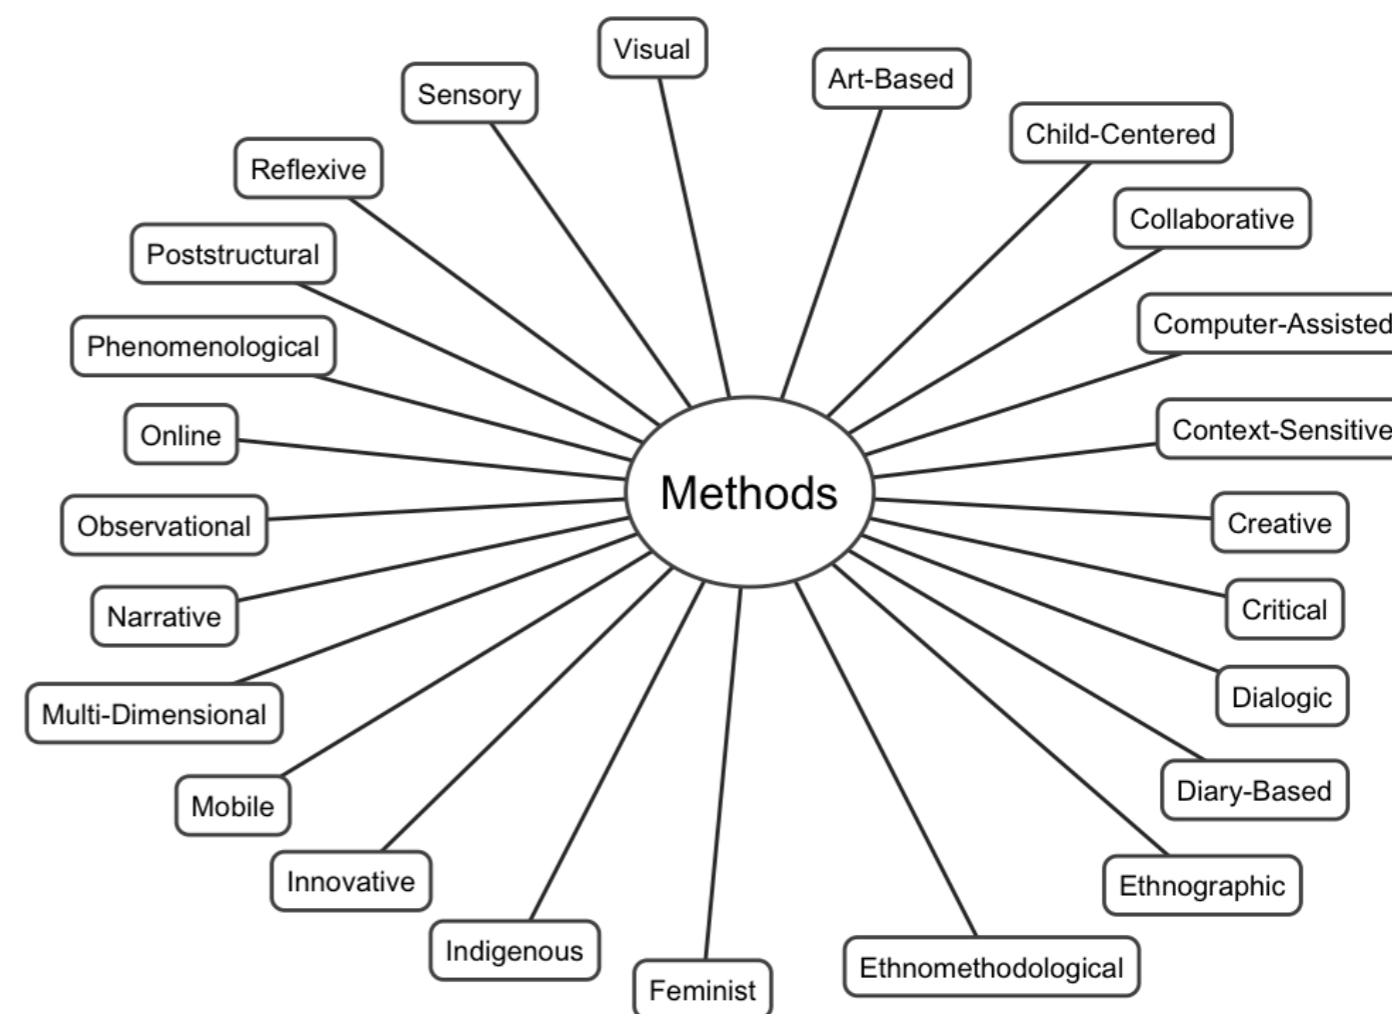 Visual
Art-Based
Sensory
Child-Centered
Reflexive
Collaborative
Poststructural
Computer-Assisted
Phenomenological
Context-Sensitive
Online
Methods
Observational
Creative
Narrative
Critical
Multi-Dimensional
Dialogic
Mobile
Diary-Based
Innovative
Ethnographic
Indigenous
Ethnomethodological
Feminist